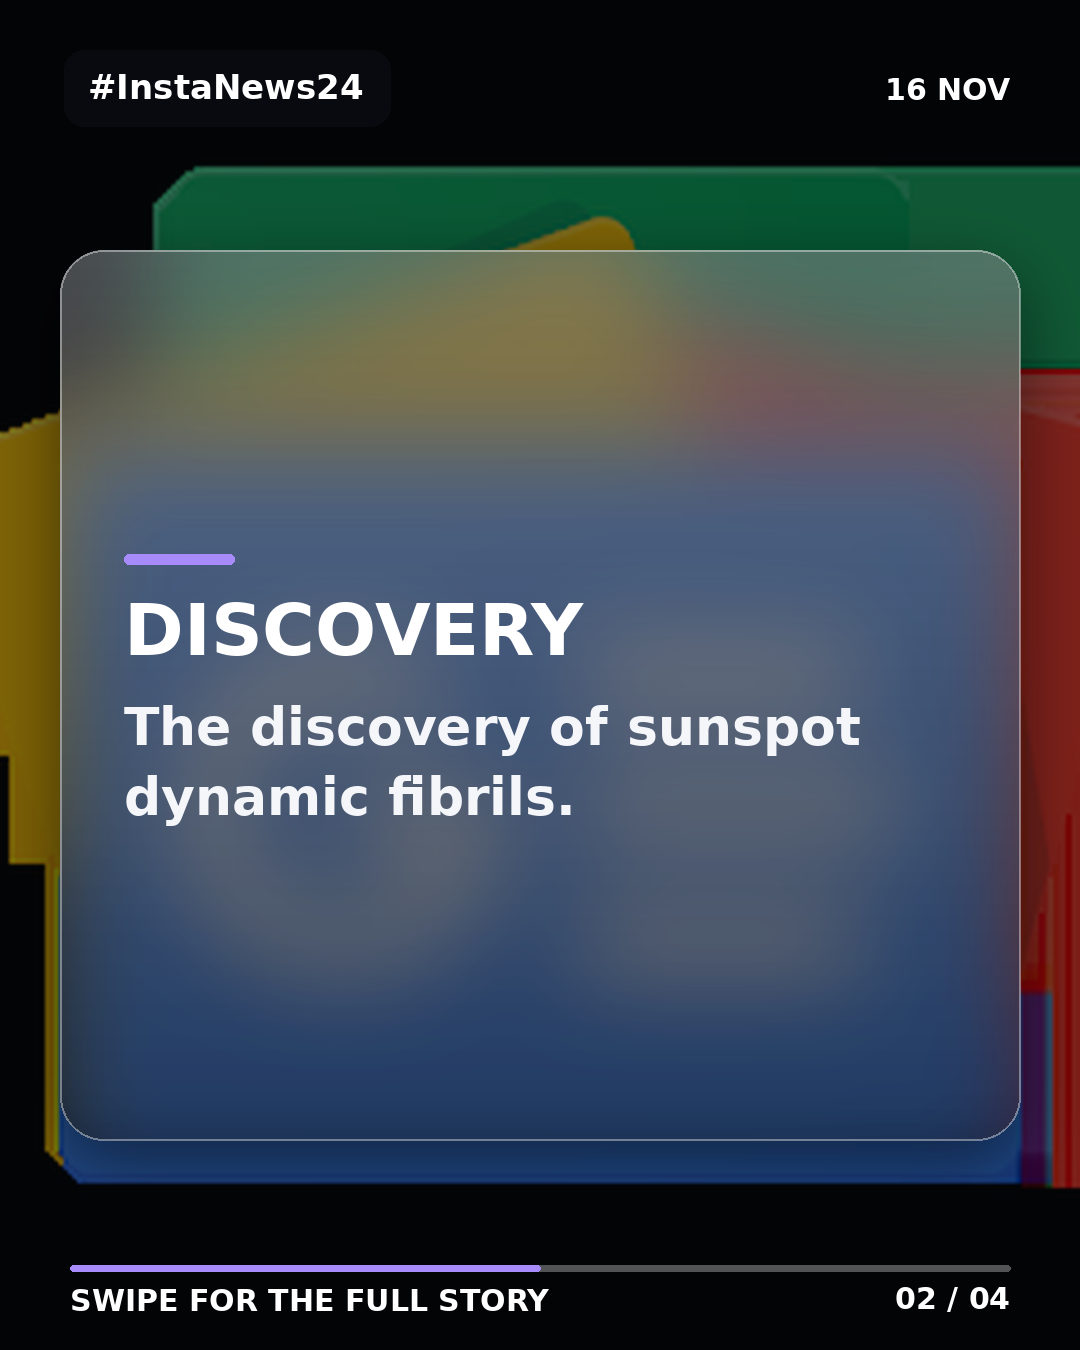 #InstaNews24
16 NOV
DISCOVERY
The discovery of sunspot
dynamic fibrils.
SWIPE FOR THE FULL STORY
02 / 04